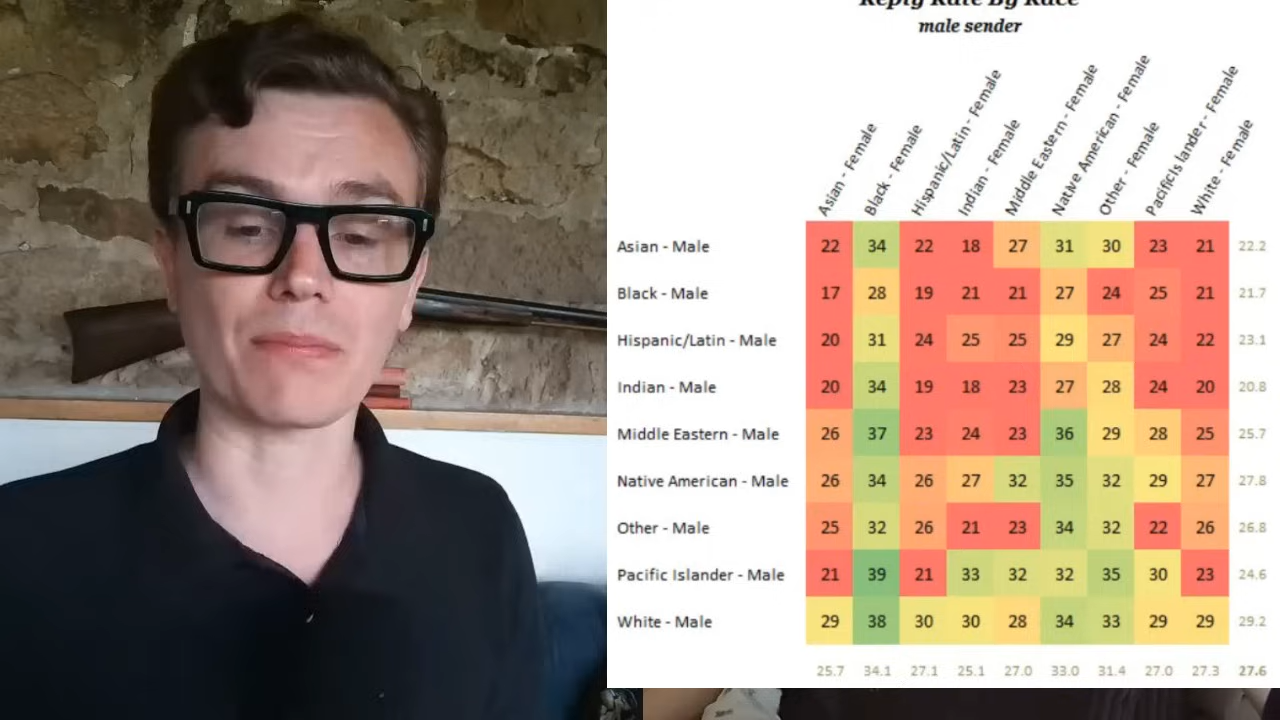 Reply Rate By Race
male sender
Asian - Female Black - Female Hispanic/Latin - Female Indian - Female Middle Eastern - Female Native American - Female Other - Female Pacific Islander - Female White - Female
Asian - Male 22 34 22 18 27 31 30 23 21 22.2
Black - Male 17 28 19 21 21 27 24 25 21 21.7
Hispanic/Latin - Male 20 31 24 25 25 29 27 24 22 23.1
Indian - Male 20 34 19 18 23 27 28 24 20 20.8
Middle Eastern - Male 26 37 23 24 23 36 29 28 25 25.7
Native American - Male 26 34 26 27 32 35 32 29 27 27.8
Other - Male 25 32 26 21 23 34 32 22 26 26.8
Pacific Islander - Male 21 39 21 33 32 32 35 30 23 24.6
White - Male 29 38 30 30 28 34 33 29 29 29.2
25.7 34.1 27.1 25.1 27.0 33.0 31.4 27.0 27.3 27.6